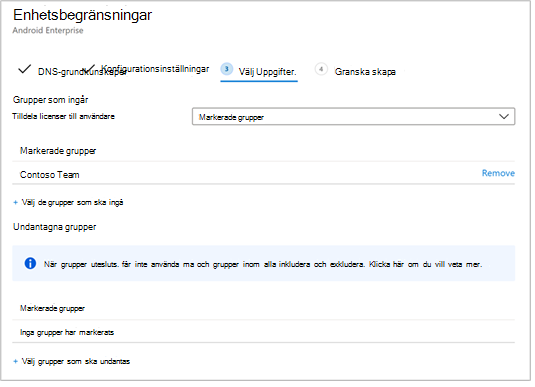 Enhetsbegränsningar
Android Enterprise
DNS-grundkunskaper
Konfigurationsinställningar
3 Välj Uppgifter.
4 Granska skapa
Grupper som ingår
Tilldela licenser till användare
Markerade grupper
Markerade grupper
Contoso Team Remove
+ Välj de grupper som ska ingå
Undantagna grupper
När grupper utesluts. får inte använda ma och grupper inom alla inkludera och exkludera. Klicka här om du vill veta mer.
Markerade grupper
Inga grupper har markerats
+ Välj grupper som ska undantas